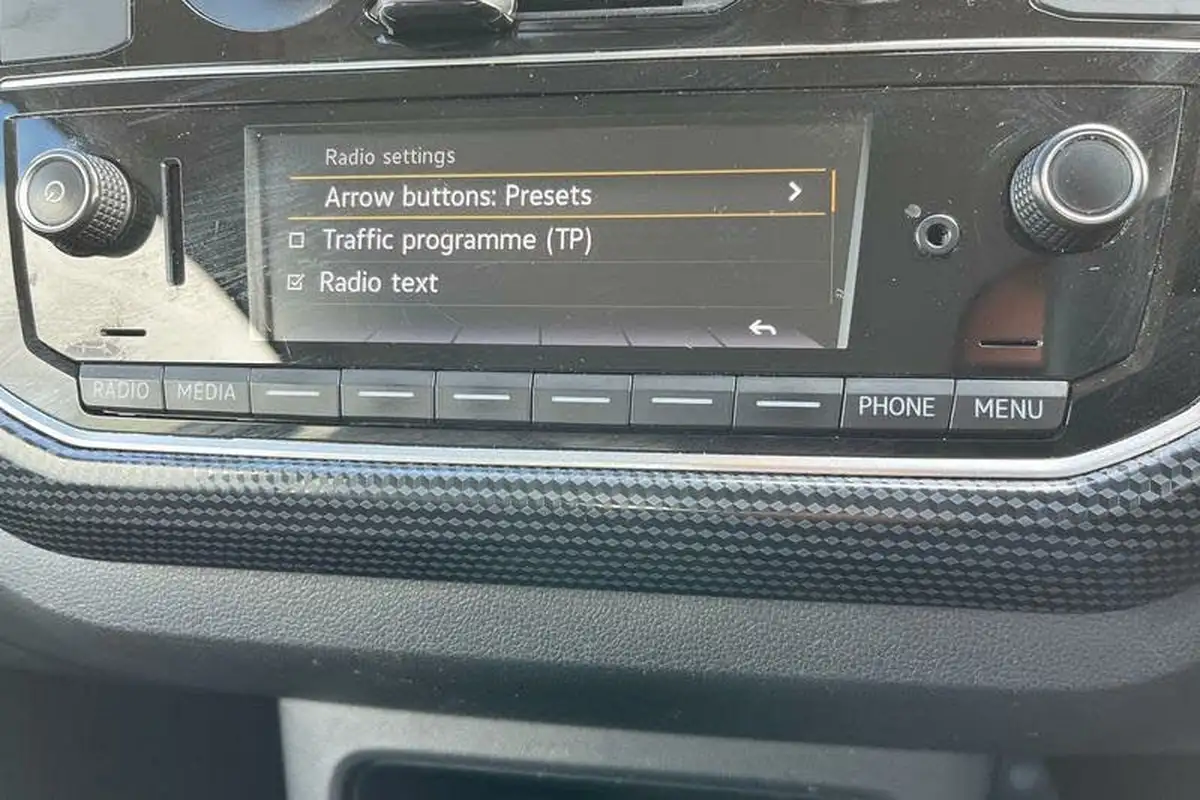 Radio settings
Arrow buttons: Presets
Traffic programme (TP)
Radio text
RADIO MEDIA PHONE MENU